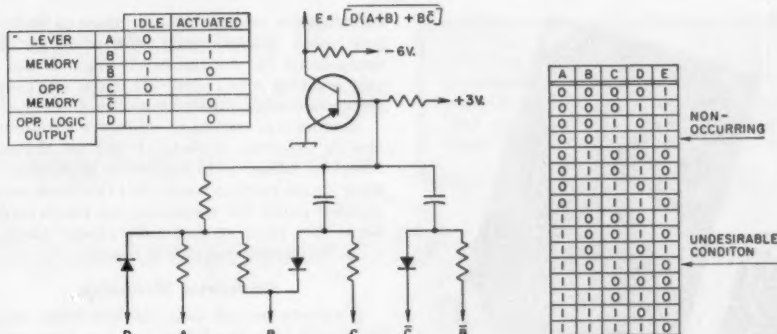 IDLE ACTUATED
LEVER A 0 1
MEMORY B 0 1
B̄ 1 0
OPP. MEMORY C 0 1
C̄ 1 0
OPP. LOGIC OUTPUT D 1 0
E = [D(A+B) + BC̄]
-6V.
+3V.
D A B C C̄ B̄
A B C D E
0 0 0 0 1
0 0 0 1 1
0 0 1 0 1
0 0 1 1 1
0 1 0 0 0
0 1 0 1 0
0 1 1 0 1
0 1 1 1 1
1 0 0 0 1
1 0 0 1 0
1 0 1 0 1
1 0 1 1 0
1 1 0 0 0
1 1 0 1 0
1 1 1 0 1
1 1 1 1 0
NON-
OCCURRING
UNDESIRABLE
CONDITON